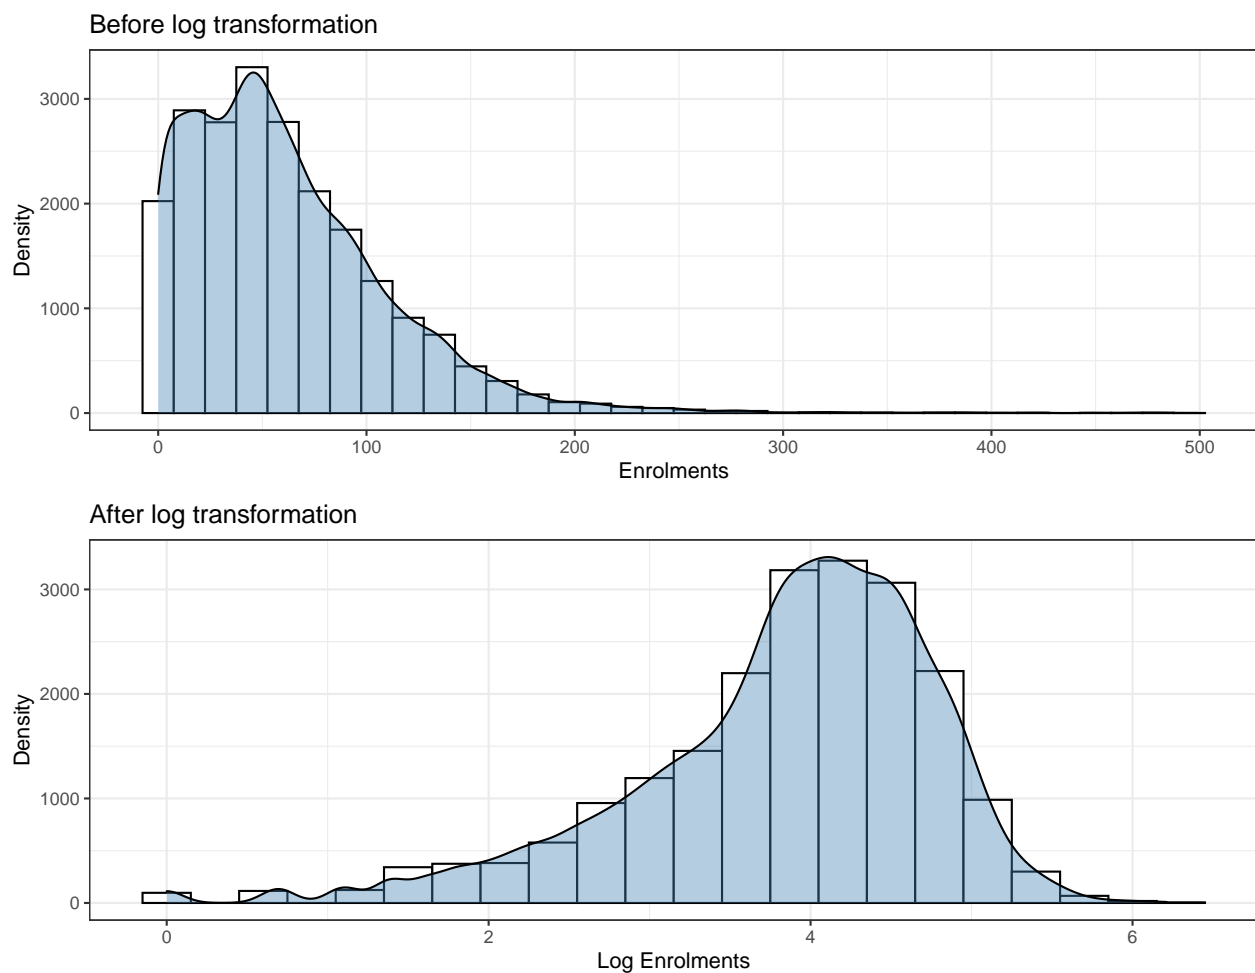 Before log transformation
3000
2000
1000
0
Density
0 100 200 300 400 500
Enrolments
After log transformation
3000
2000
1000
0
Density
0 2 4 6
Log Enrolments